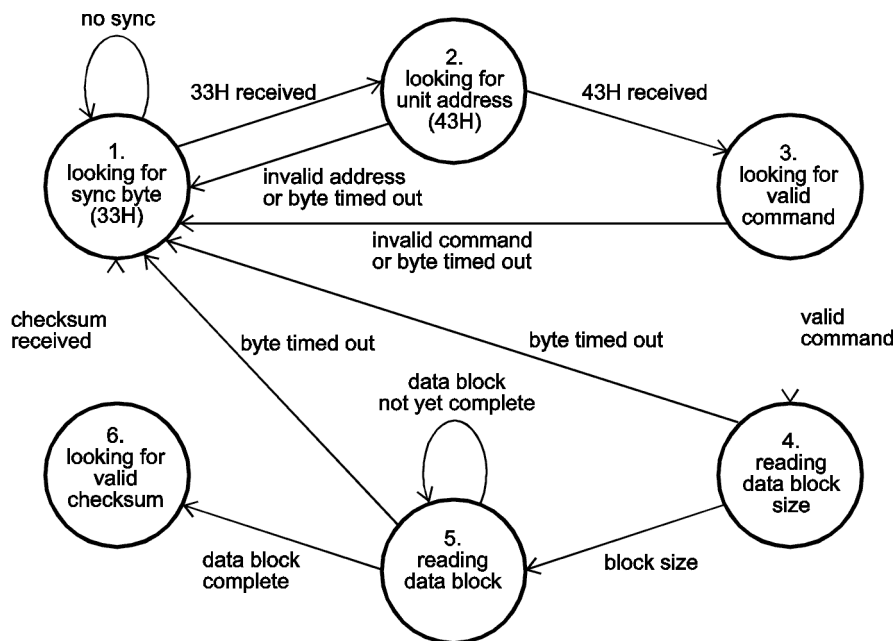 no sync
1.
looking for
sync byte
(33H)
33H received
2.
looking for
unit address
(43H)
43H received
3.
looking for
valid
command
invalid address
or byte timed out
invalid command
or byte timed out
checksum
received
byte timed out
byte timed out
valid
command
data block
not yet complete
6.
looking for
valid
checksum
4.
reading
data block
size
5.
reading
data block
data block
complete
block size